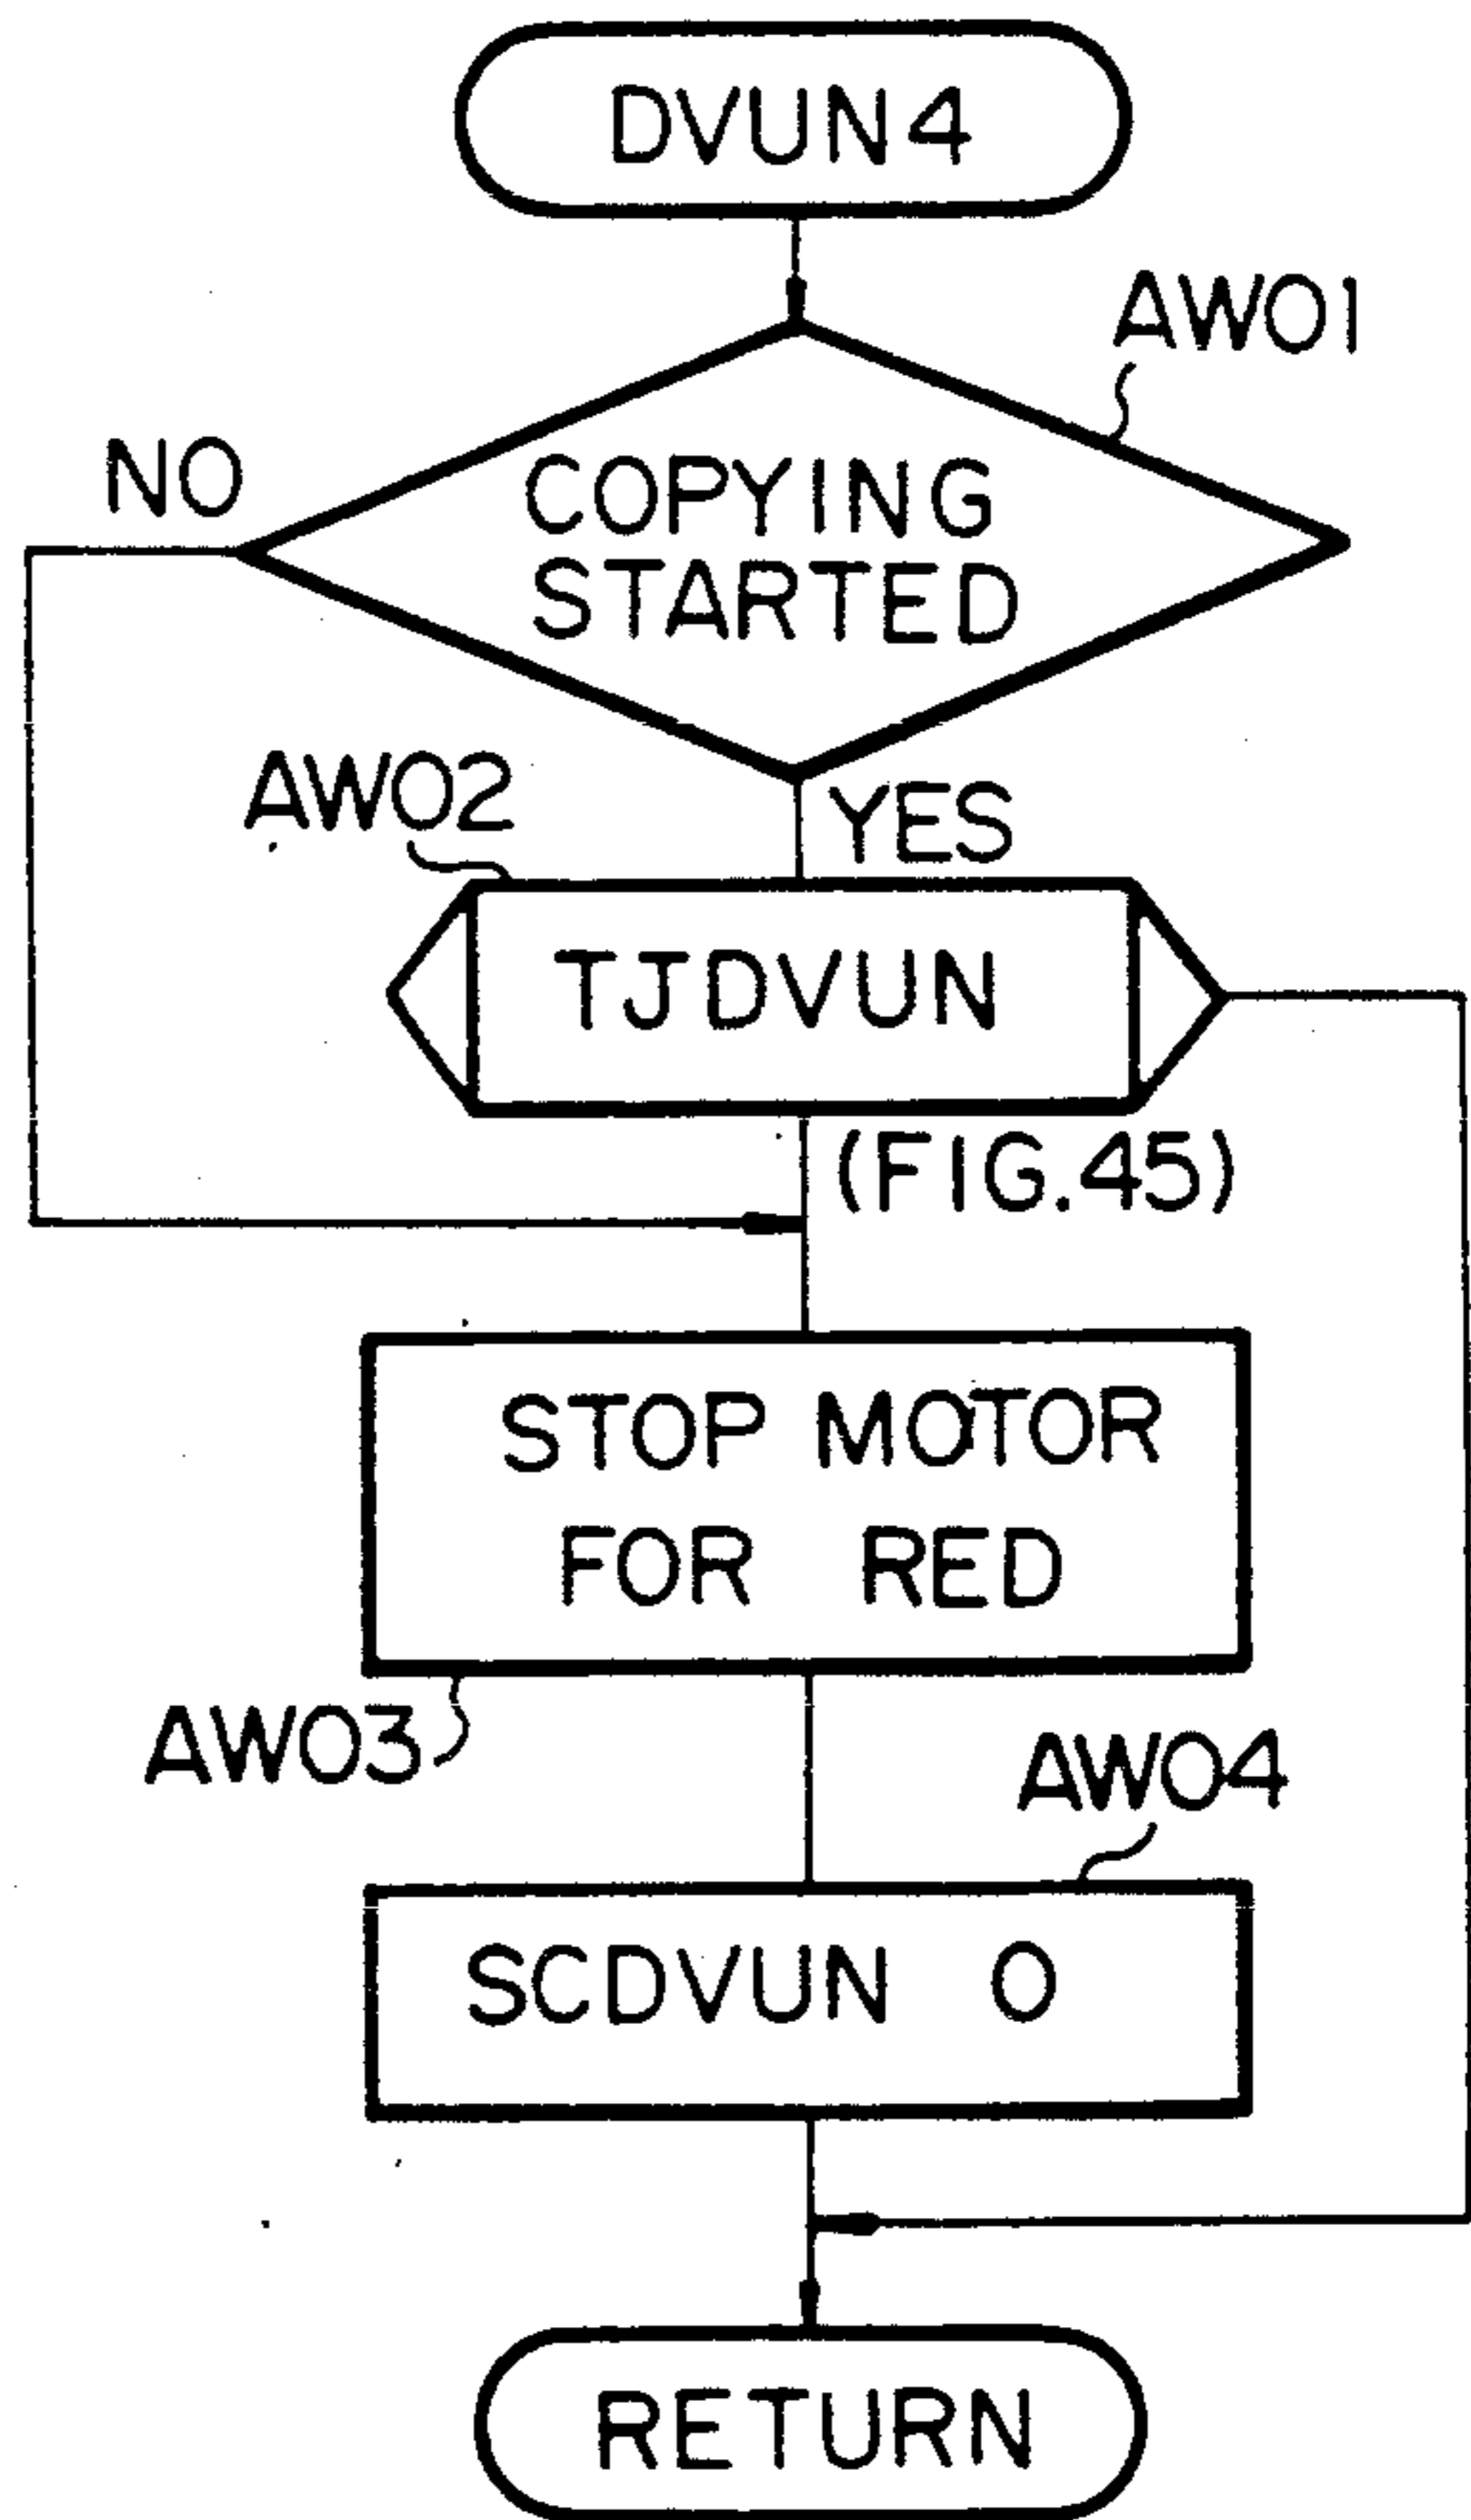 DVUN4
AW01
NO
COPYING
STARTED
AW02
YES
TJDVUN
(FIG.45)
STOP MOTOR
FOR RED
AW03
AW04
SCDVUN 0
RETURN